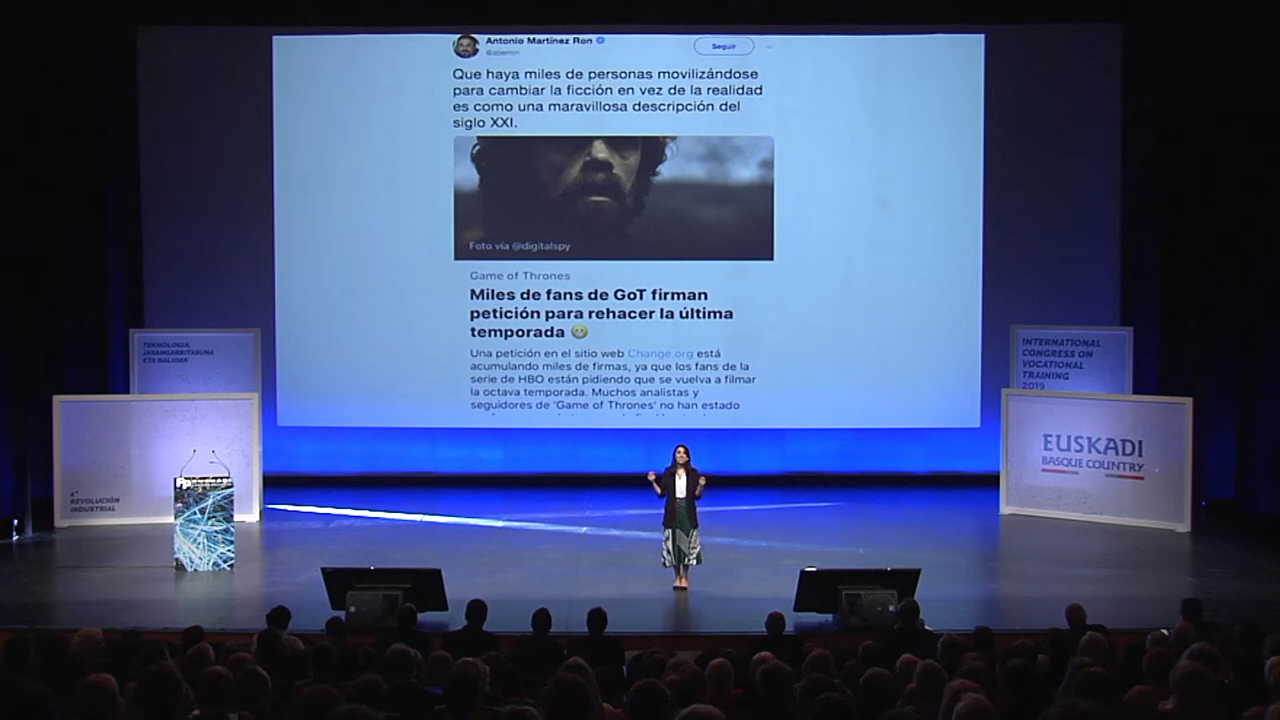 Antonio Martínez Ron
@aberron
Seguir
Que haya miles de personas movilizándose
para cambiar la ficción en vez de la realidad
es como una maravillosa descripción del
siglo XXI.
Foto vía @digitalspy
Game of Thrones
Miles de fans de GoT firman
petición para rehacer la última
temporada 😬
Una petición en el sitio web Change.org está
acumulando miles de firmas, ya que los fans de la
serie de HBO están pidiendo que se vuelva a filmar
la octava temporada. Muchos analistas y
seguidores de 'Game of Thrones' no han estado
TEKNOLOGIA,
JASANGARRITASUNA
ETA BALIOAK
4ª
REVOLUCIÓN
INDUSTRIAL
INTERNATIONAL
CONGRESS ON
VOCATIONAL
TRAINING
2019
EUSKADI
BASQUE COUNTRY